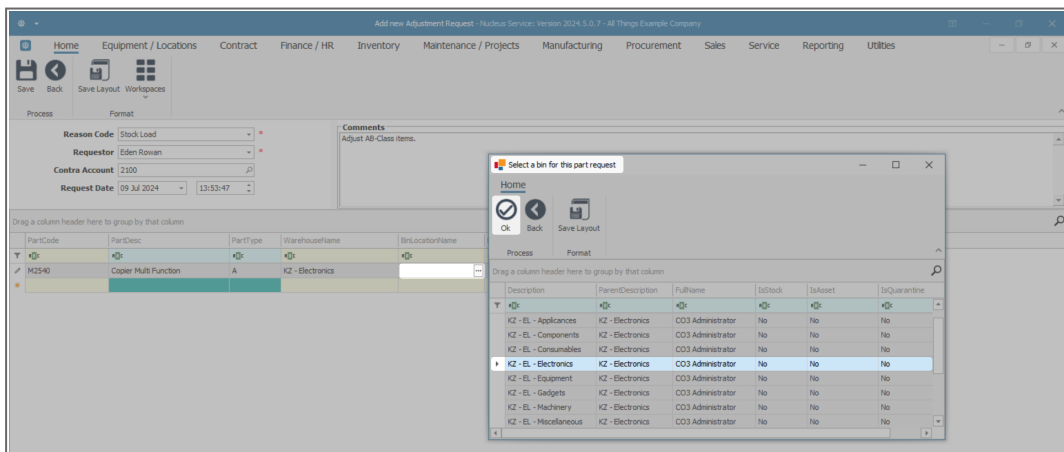 Add new Adjustment Request - Nucleus Service: Version 2024.5.0.7 - All Things Example Company
Home Equipment / Locations Contract Finance / HR Inventory Maintenance / Projects Manufacturing Procurement Sales Service Reporting Utilities
Save Back Save Layout Workspaces
Process Format
Reason Code Stock Load *
Requestor Eden Rowan *
Contra Account 2100
Request Date 09 Jul 2024 13:53:47
Comments
Adjust AB-Class items.
Drag a column header here to group by that column
PartCode PartDesc PartType WarehouseName BinLocationName
M2540 Copier Multi Function A KZ - Electronics
Select a bin for this part request
Home
Ok Back Save Layout
Process Format
Drag a column header here to group by that column
Description ParentDescription FullName IsStock IsAsset IsQuarantine
KZ - EL - Applicances KZ - Electronics CO3 Administrator No No No
KZ - EL - Components KZ - Electronics CO3 Administrator No No No
KZ - EL - Consumables KZ - Electronics CO3 Administrator No No No
KZ - EL - Electronics KZ - Electronics CO3 Administrator No No No
KZ - EL - Equipment KZ - Electronics CO3 Administrator No No No
KZ - EL - Gadgets KZ - Electronics CO3 Administrator No No No
KZ - EL - Machinery KZ - Electronics CO3 Administrator No No No
KZ - EL - Miscellaneous KZ - Electronics CO3 Administrator No No No